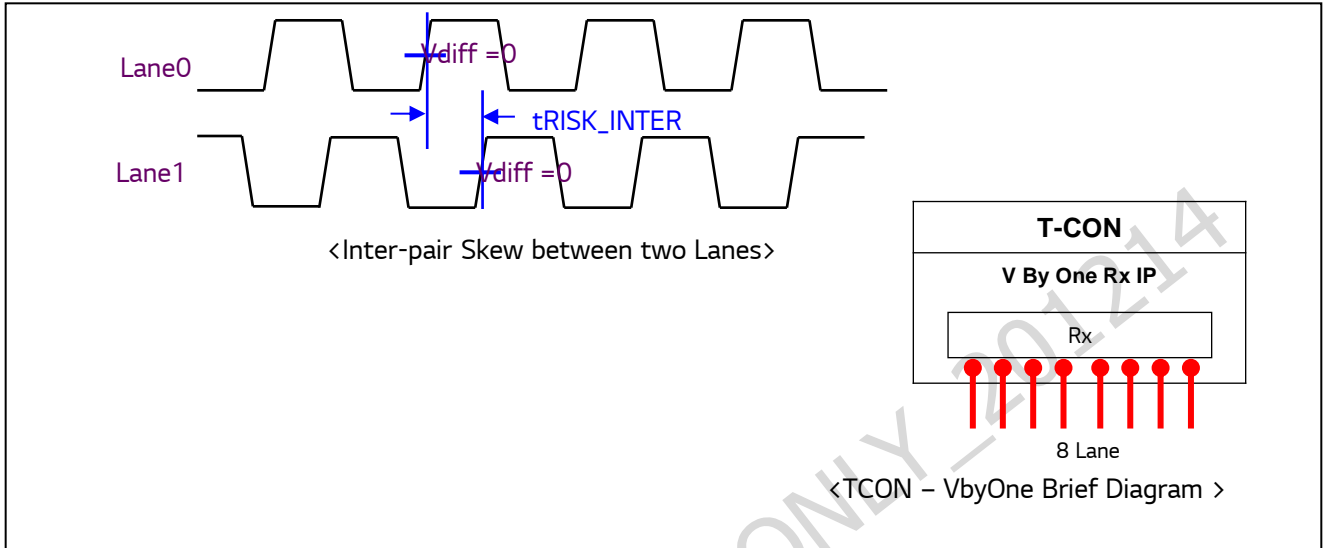 Lane0
Vdiff =0
tRISK_INTER
Lane1
Vdiff =0
<Inter-pair Skew between two Lanes>
T-CON
V By One Rx IP
Rx
8 Lane
<TCON – VbyOne Brief Diagram >
ONLY_201214